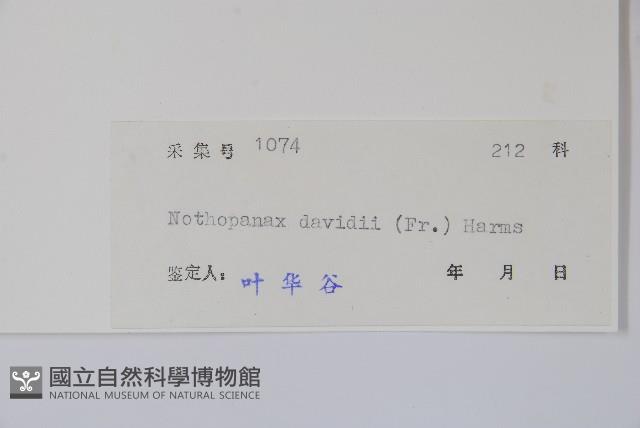 采集号 1074 212 科
Nothopanax davidii (Fr.) Harms
鉴定人: 叶华谷 年 月 日
國立自然科學博物館
NATIONAL MUSEUM OF NATURAL SCIENCE